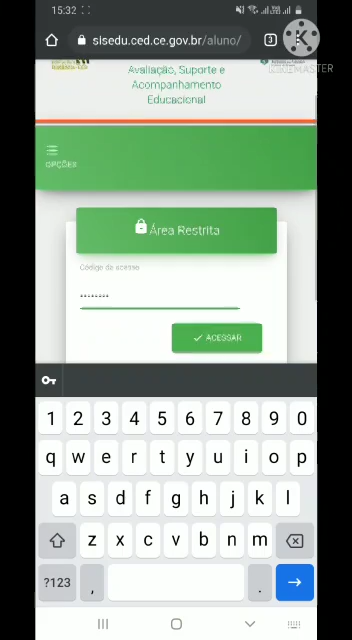 15:32
KINEMASTER
sisedu.ced.ce.gov.br/aluno/
3
Avaliação, Suporte e
Acompanhamento
Educacional
OPÇÕES
Área Restrita
Código de acesso
••••••••
ACESSAR
1 2 3 4 5 6 7 8 9 0
q w e r t y u i o p
a s d f g h j k l
z x c v b n m
?123 , .